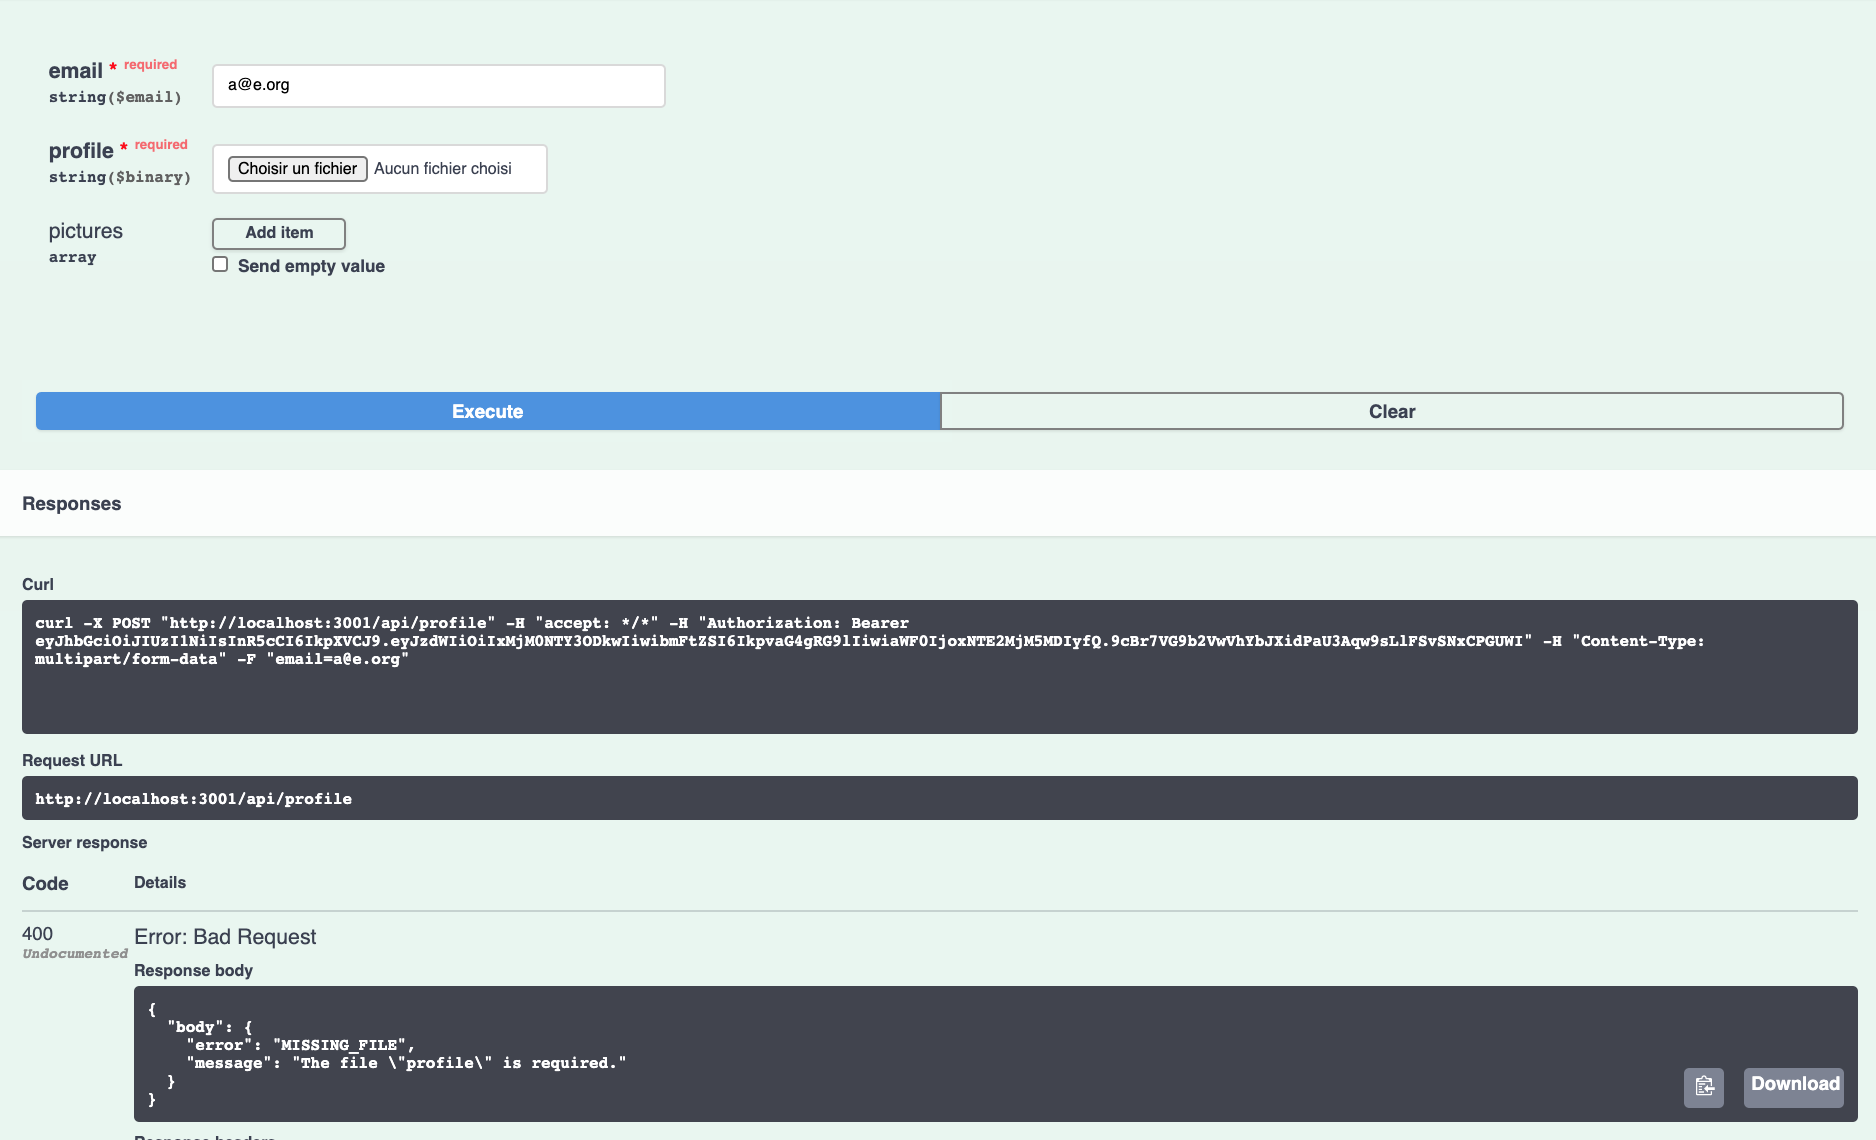 email * required
string($email)
a@e.org
profile * required
string($binary)
Choisir un fichier Aucun fichier choisi
pictures
array
Add item
Send empty value
Execute
Clear
Responses
Curl
curl -X POST "http://localhost:3001/api/profile" -H "accept: */*" -H "Authorization: Bearer
eyJhbGciOiJIUzI1NiIsInR5cCI6IkpXVCJ9.eyJzdWIiOiIxMjM0NTY3ODkwIiwibmFtZSI6IkpvaG4gRG9lIiwiaWF0IjoxNTE2MjM5MDIyfQ.9cBr7VG9b2VwVhYbJXidPaU3Aqw9sLlFSvSNxCPGUWI" -H "Content-Type:
multipart/form-data" -F "email=a@e.org"
Request URL
http://localhost:3001/api/profile
Server response
Code
Details
400
Undocumented
Error: Bad Request
Response body
{
  "body": {
    "error": "MISSING_FILE",
    "message": "The file \"profile\" is required."
  }
}
Download
Response headers